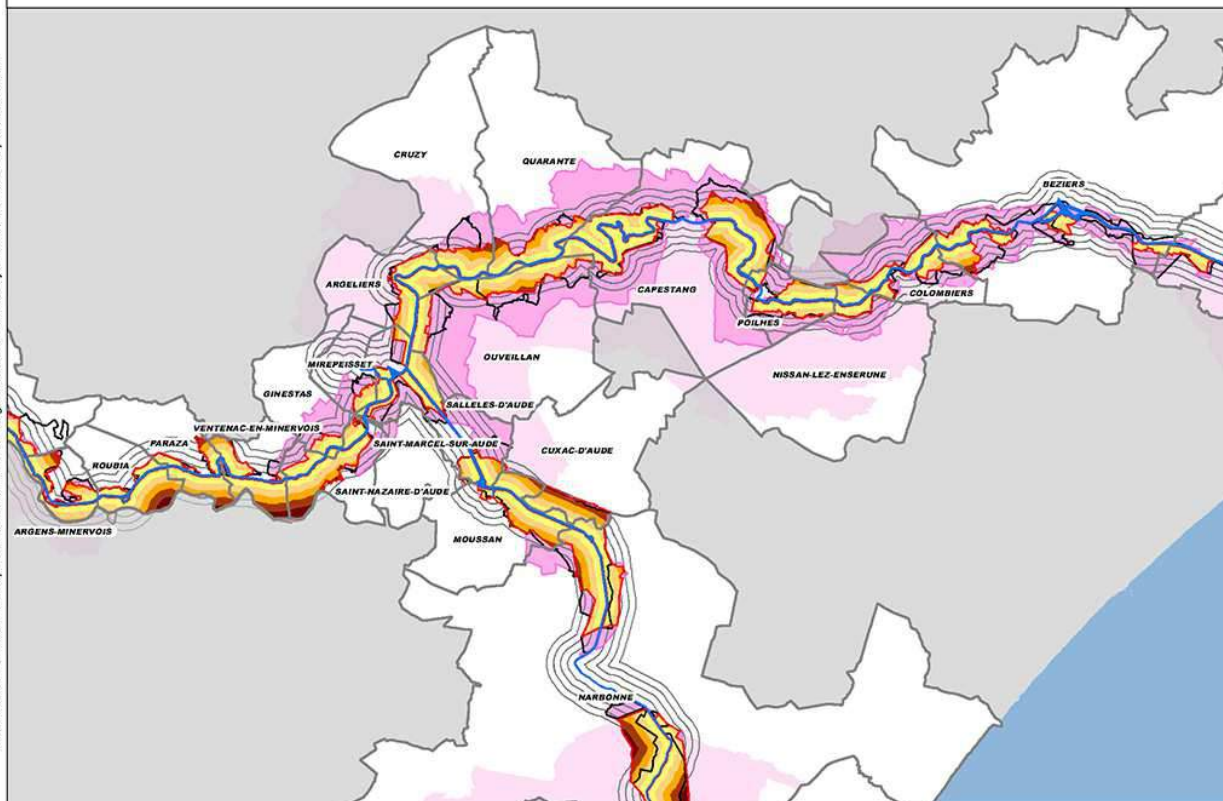 BEZIERS
CRUZY
QUARANTE
ARGELIERS
CAPESTANG
COLOMBIERS
POILHES
OUVEILLAN
MIREPEISSET
NISSAN-LEZ-ENSERUNE
GINESTAS
SALLELES-D'AUDE
VENTENAC-EN-MINERVOIS
PARAZA
SAINT-MARCEL-SUR-AUDE
CUXAC-D'AUDE
ROUBIA
SAINT-NAZAIRE-D'AUDE
ARGENS-MINERVOIS
MOUSSAN
NARBONNE